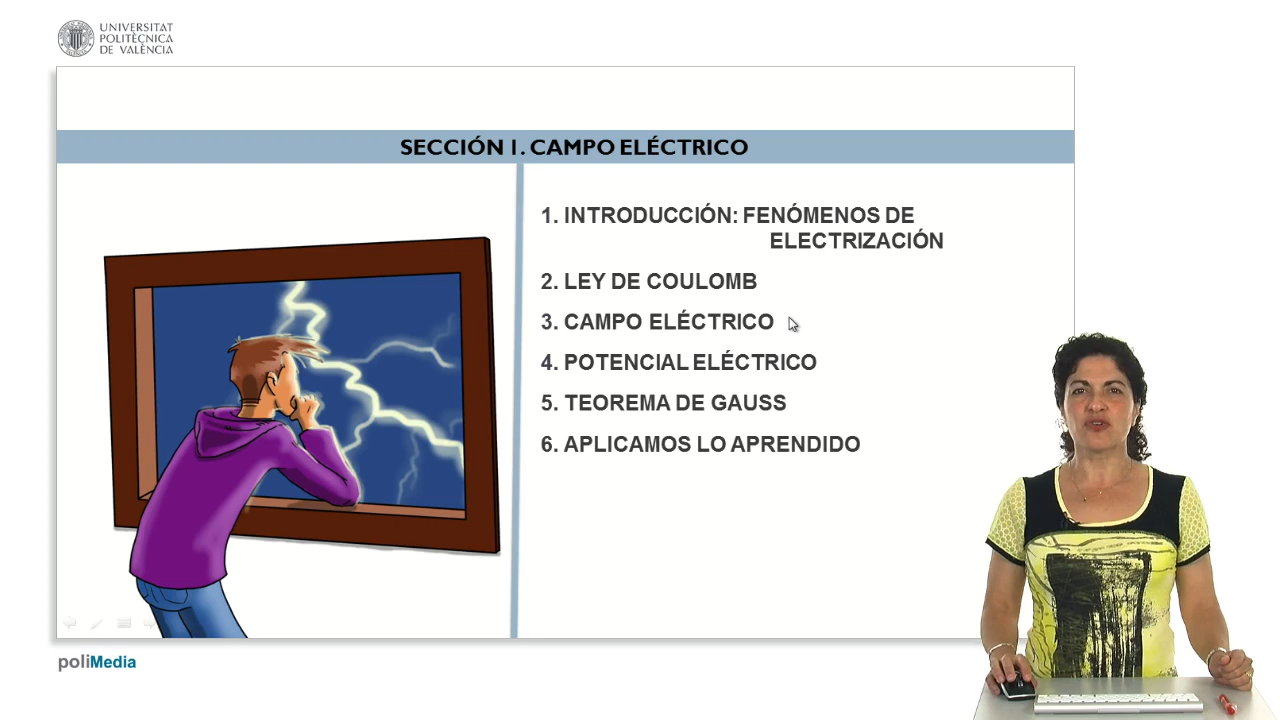 UNIVERSITAT
POLITÈCNICA
DE VALÈNCIA
SECCIÓN 1. CAMPO ELÉCTRICO
1. INTRODUCCIÓN: FENÓMENOS DE
ELECTRIZACIÓN
2. LEY DE COULOMB
3. CAMPO ELÉCTRICO
4. POTENCIAL ELÉCTRICO
5. TEOREMA DE GAUSS
6. APLICAMOS LO APRENDIDO
poliMedia